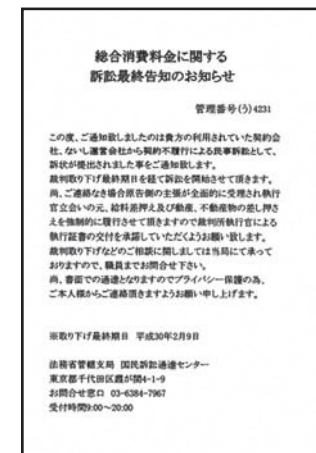 総合消費料金に関する
訴訟最終告知のお知らせ
管理番号(う)4231
この度、ご通知致しましたのは貴方の利用されていた契約会
社、ないし運営会社から契約不履行による民事訴訟として、
訴状が提出されました事をご通知致します。
裁判取り下げ最終期日を経て訴訟を開始させて頂きます。
尚、ご連絡なき場合原告側の主張が全面的に受理され執行
官立会いの元、給料差押え及び動産、不動産物の差し押さ
えを強制的に履行させて頂きますので裁判所執行官による
執行証書の交付を承諾していただくようお願い致します。
裁判取り下げなどのご相談に関しましては当局にて承って
おりますので、職員までお問合せ下さい。
尚、書面での通達となりますのでプライバシー保護の為、
ご本人様からご連絡頂きますようお願い申し上げます。
※取り下げ最終期日 平成30年2月9日
法務省管轄支局 国民訴訟通達センター
東京都千代田区霞が関4-1-9
お問合せ窓口 03-6384-7967
受付時間9:00~20:00